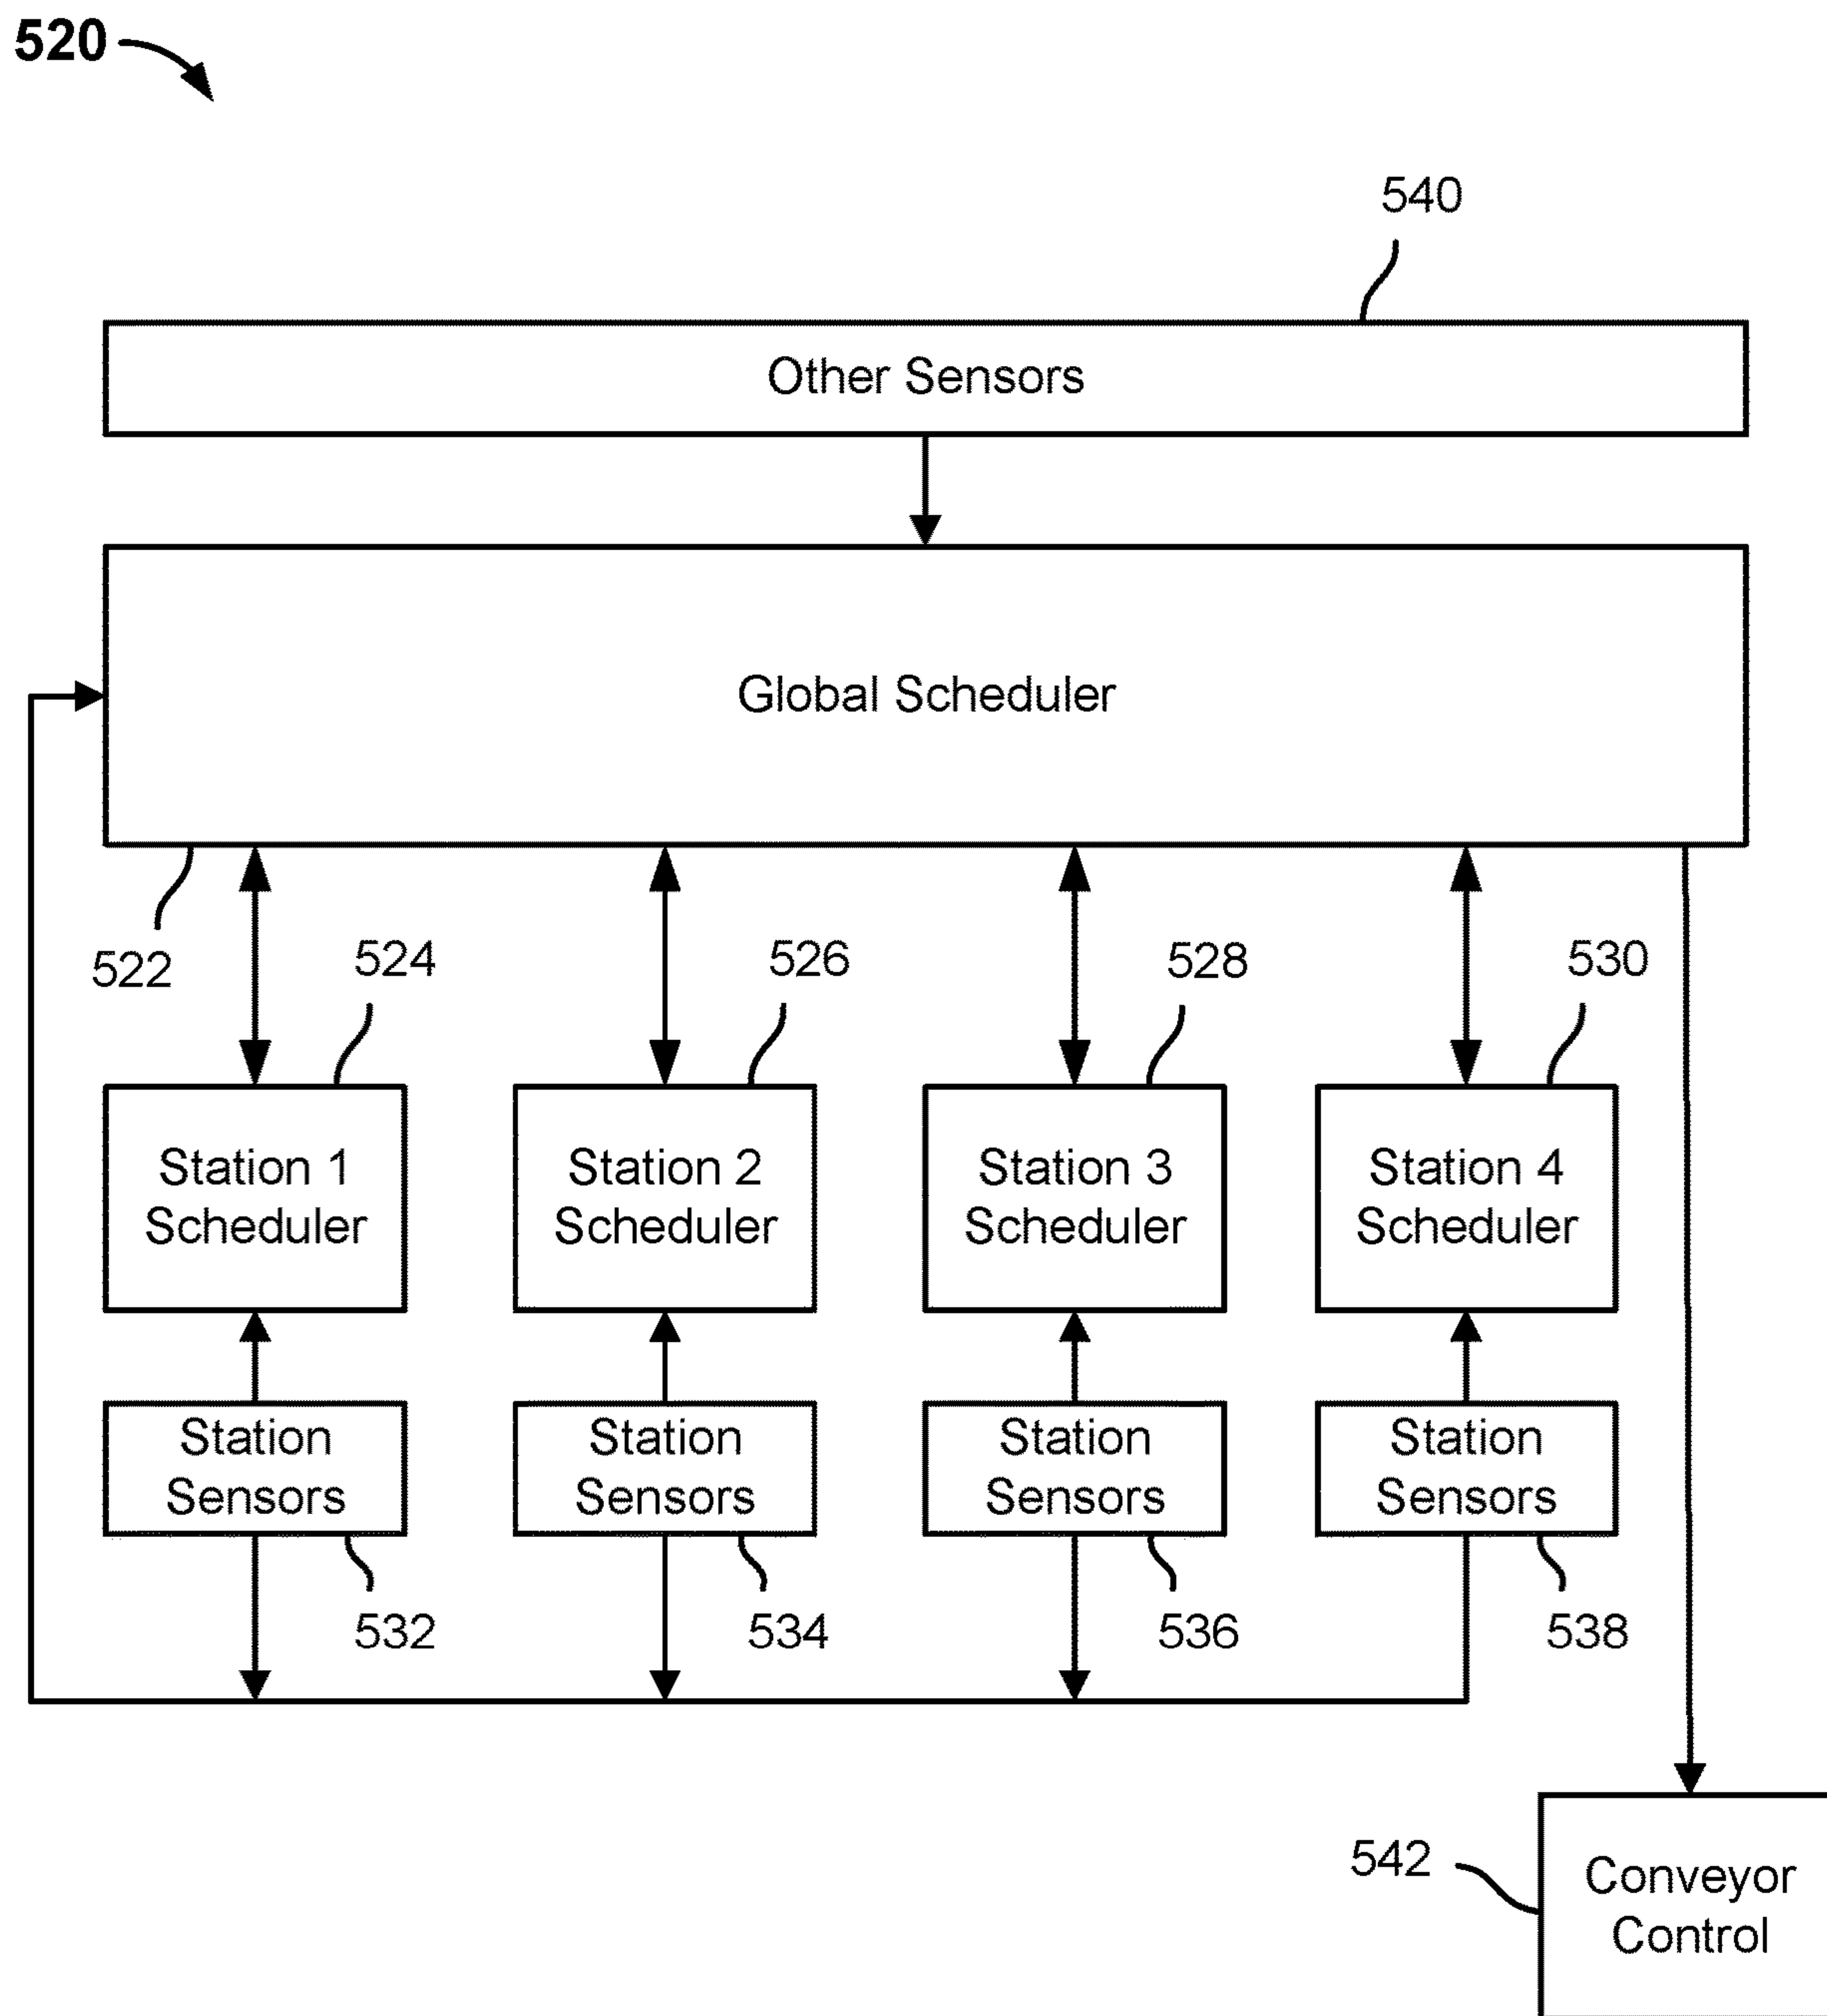 520
540
Other Sensors
Global Scheduler
522
524
526
528
530
Station 1
Scheduler
Station 2
Scheduler
Station 3
Scheduler
Station 4
Scheduler
Station
Sensors
Station
Sensors
Station
Sensors
Station
Sensors
532
534
536
538
542
Conveyor
Control